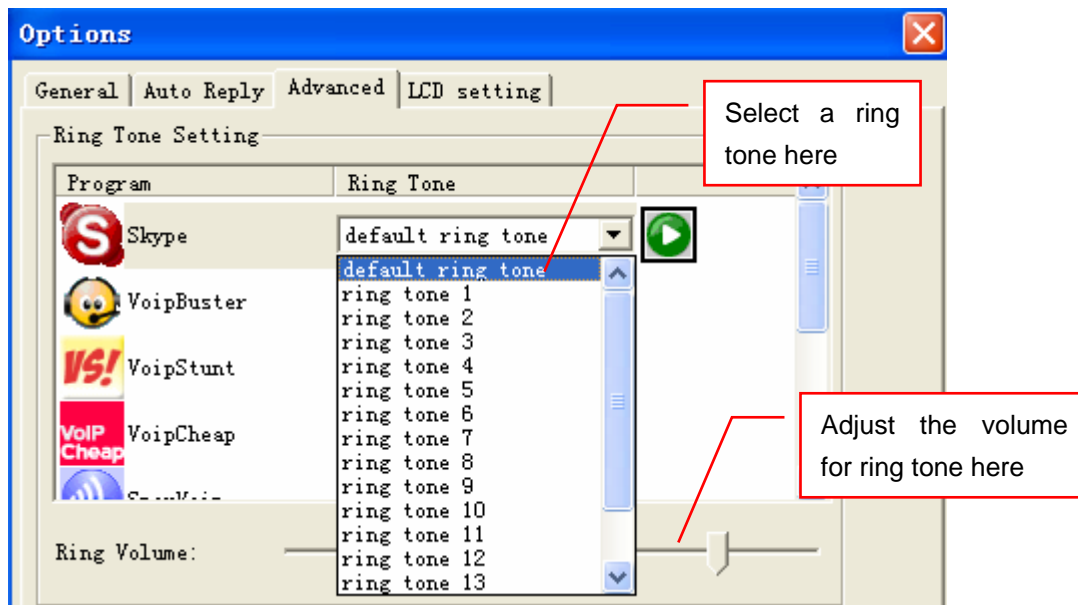 Options
General Auto Reply Advanced LCD setting
Select a ring
tone here
Ring Tone Setting
Program Ring Tone
S Skype default ring tone
default ring tone
ring tone 1
VoipBuster
ring tone 2
ring tone 3
VS! VoipStunt
ring tone 4
ring tone 5
ring tone 6
VoIP
Cheap
VoipCheap
ring tone 7
ring tone 8
ring tone 9
ring tone 10
ring tone 11
ring tone 12
ring tone 13
Adjust the volume
for ring tone here
Ring Volume: